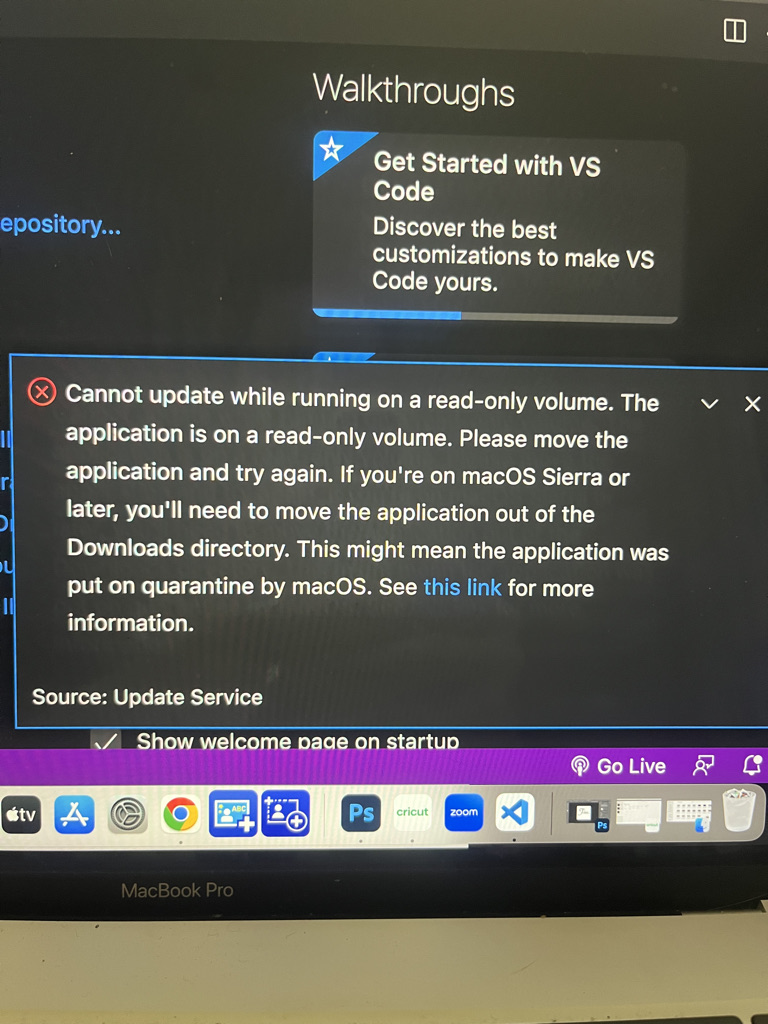 Walkthroughs
Get Started with VS
Code
epository...
Discover the best
customizations to make VS
Code yours.
Cannot update while running on a read-only volume. The
application is on a read-only volume. Please move the
application and try again. If you're on macOS Sierra or
later, you'll need to move the application out of the
Downloads directory. This might mean the application was
put on quarantine by macOS. See this link for more
information.
Source: Update Service
Show welcome page on startup
Go Live
tv
ABC
Ps
cricut
zoom
Ps
MacBook Pro